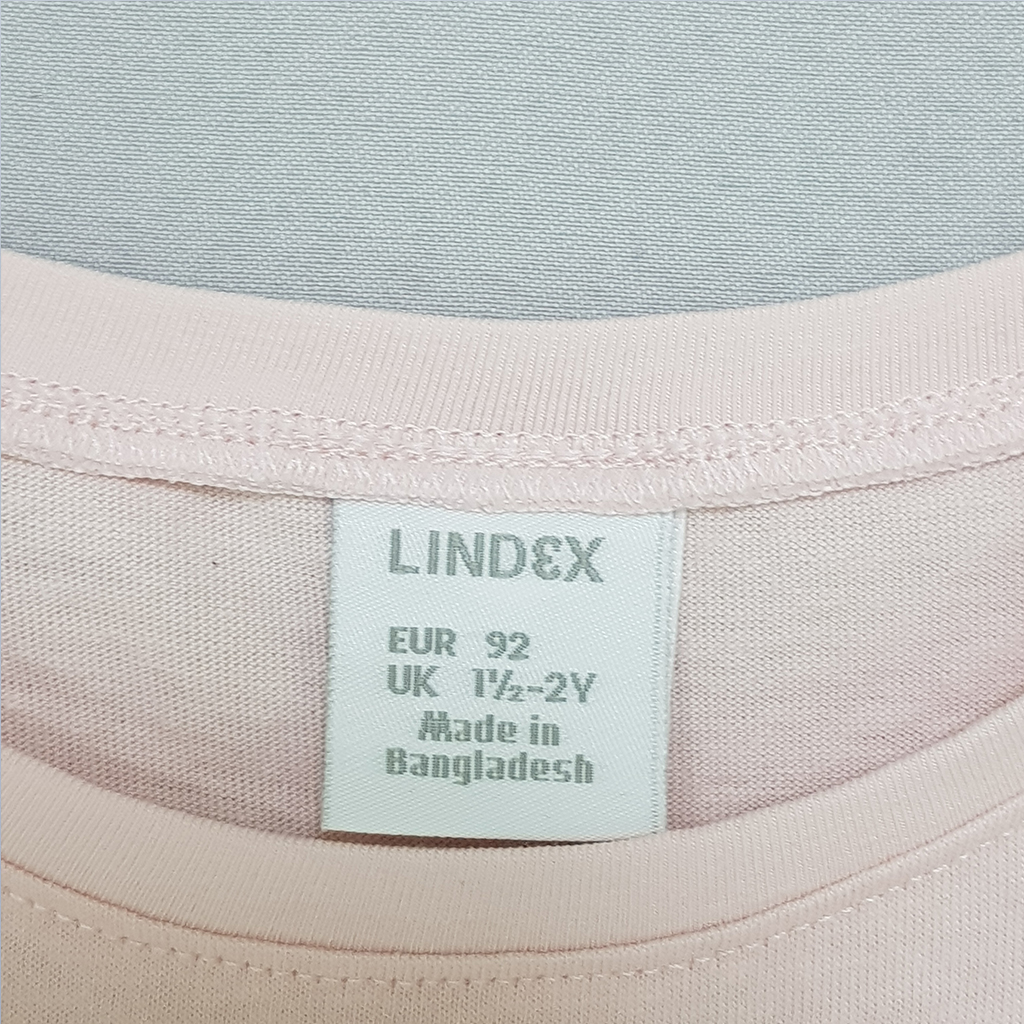 LINDEX
EUR 92
UK 1½-2Y
Made in
Bangladesh